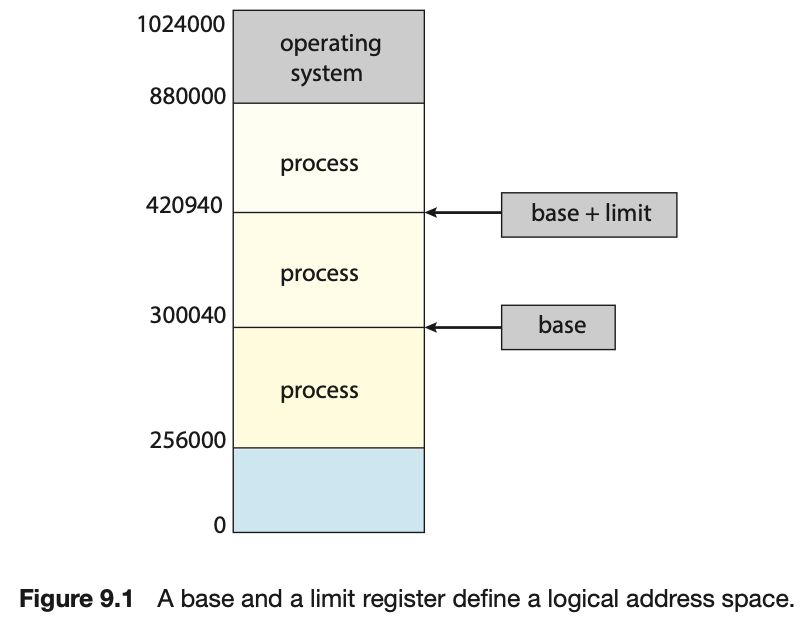 1024000
operating
system
880000
process
420940
base + limit
process
300040
base
process
256000
0
Figure 9.1 A base and a limit register define a logical address space.